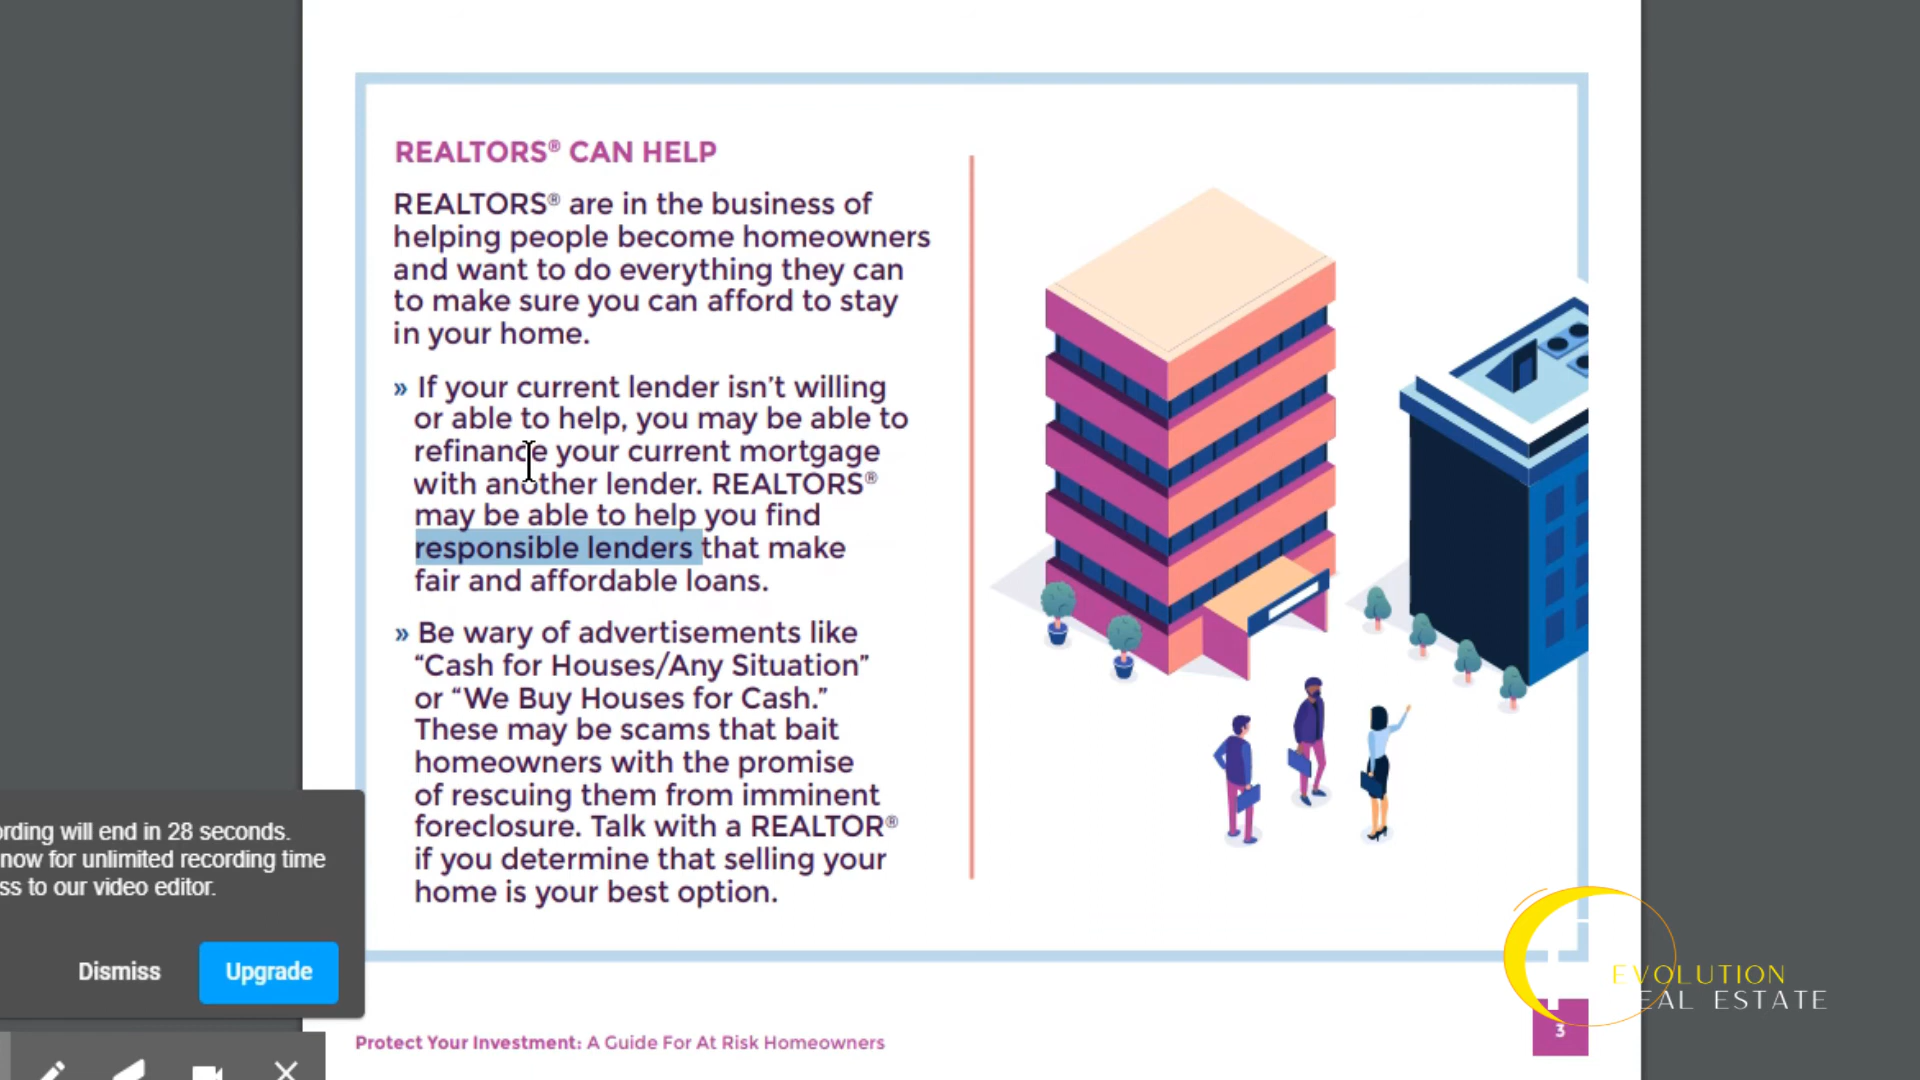 REALTORS® CAN HELP
REALTORS® are in the business of
helping people become homeowners
and want to do everything they can
to make sure you can afford to stay
in your home.
» If your current lender isn't willing
or able to help, you may be able to
refinance your current mortgage
with another lender. REALTORS®
may be able to help you find
responsible lenders that make
fair and affordable loans.
» Be wary of advertisements like
“Cash for Houses/Any Situation”
or “We Buy Houses for Cash.”
These may be scams that bait
homeowners with the promise
of rescuing them from imminent
foreclosure. Talk with a REALTOR®
if you determine that selling your
home is your best option.
ording will end in 28 seconds.
now for unlimited recording time
ss to our video editor.
Dismiss
Upgrade
EVOLUTION
EAL ESTATE
Protect Your Investment: A Guide For At Risk Homeowners
3